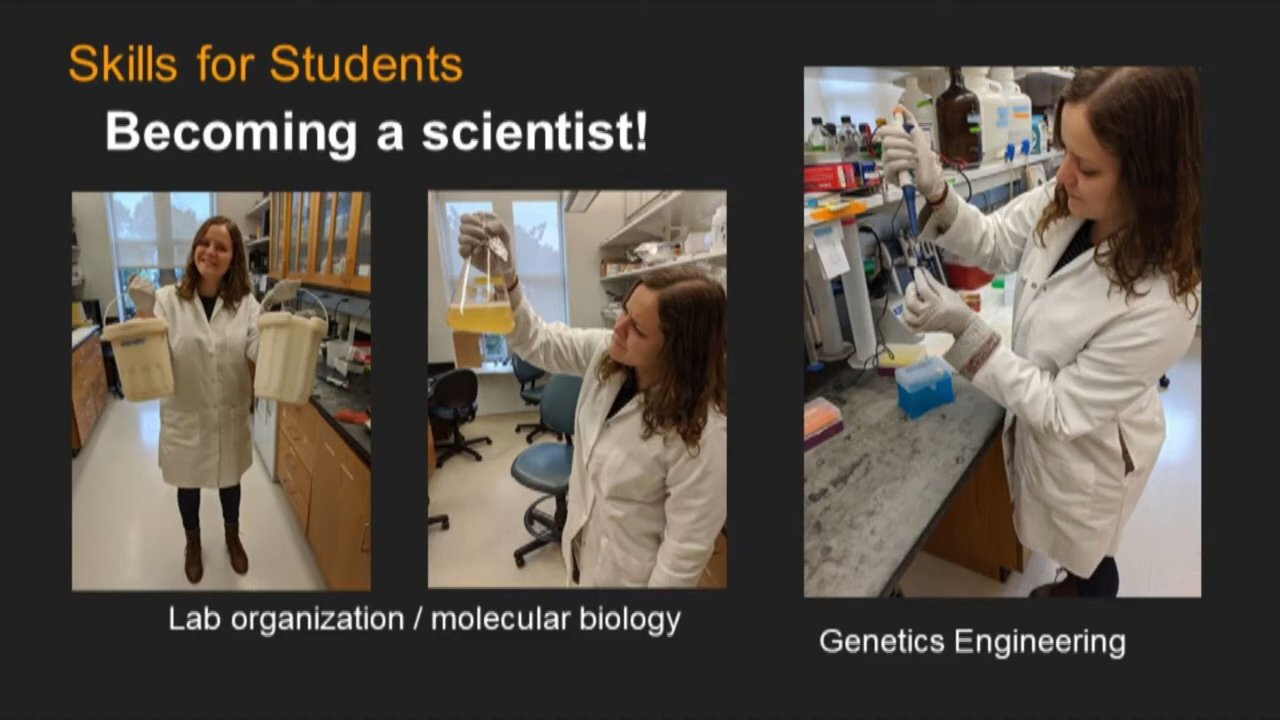 Skills for Students
Becoming a scientist!
Lab organization / molecular biology
Genetics Engineering